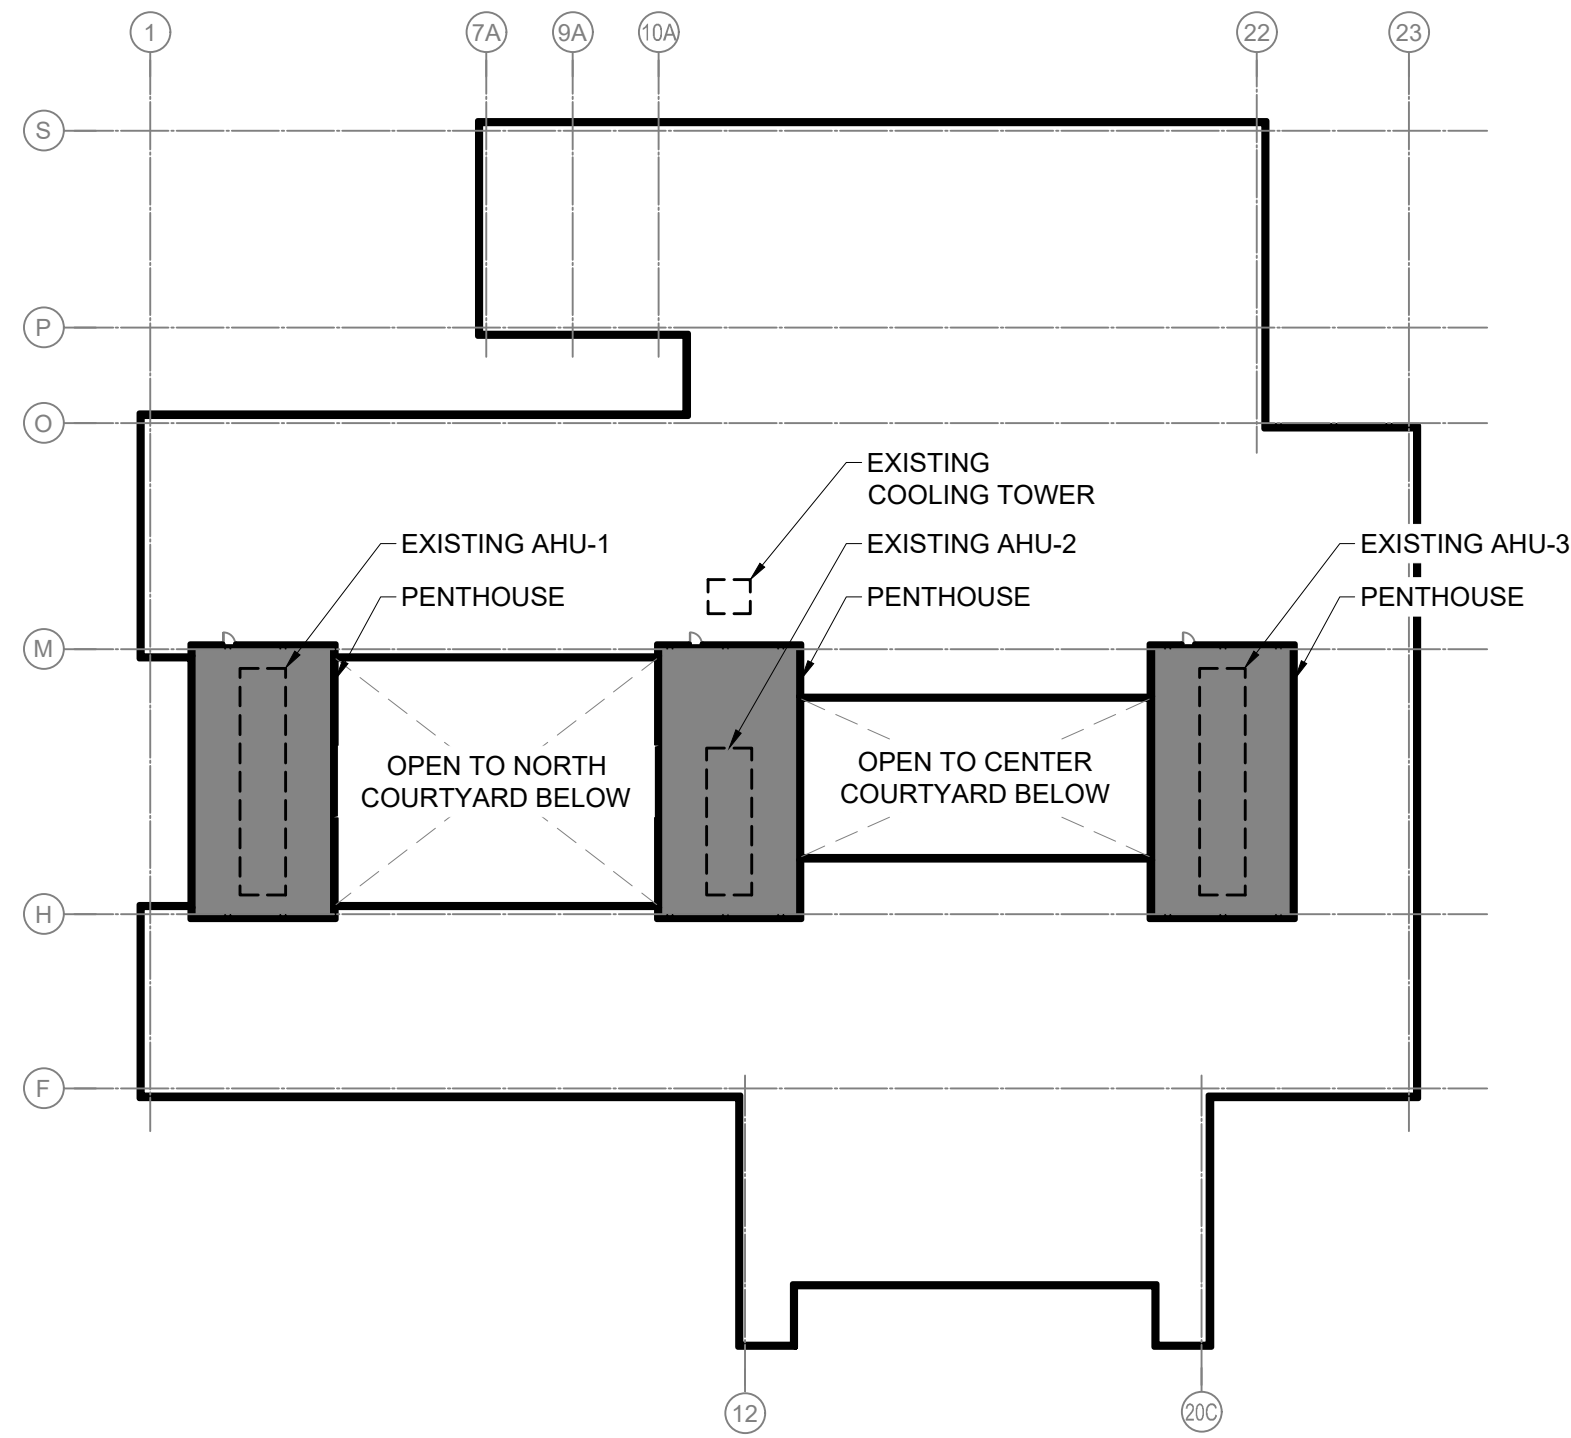 1
7A
9A
10A
22
23
S
P
O
EXISTING
COOLING TOWER
EXISTING AHU-1
EXISTING AHU-2
EXISTING AHU-3
PENTHOUSE
PENTHOUSE
PENTHOUSE
M
OPEN TO NORTH
COURTYARD BELOW
OPEN TO CENTER
COURTYARD BELOW
H
F
12
20C